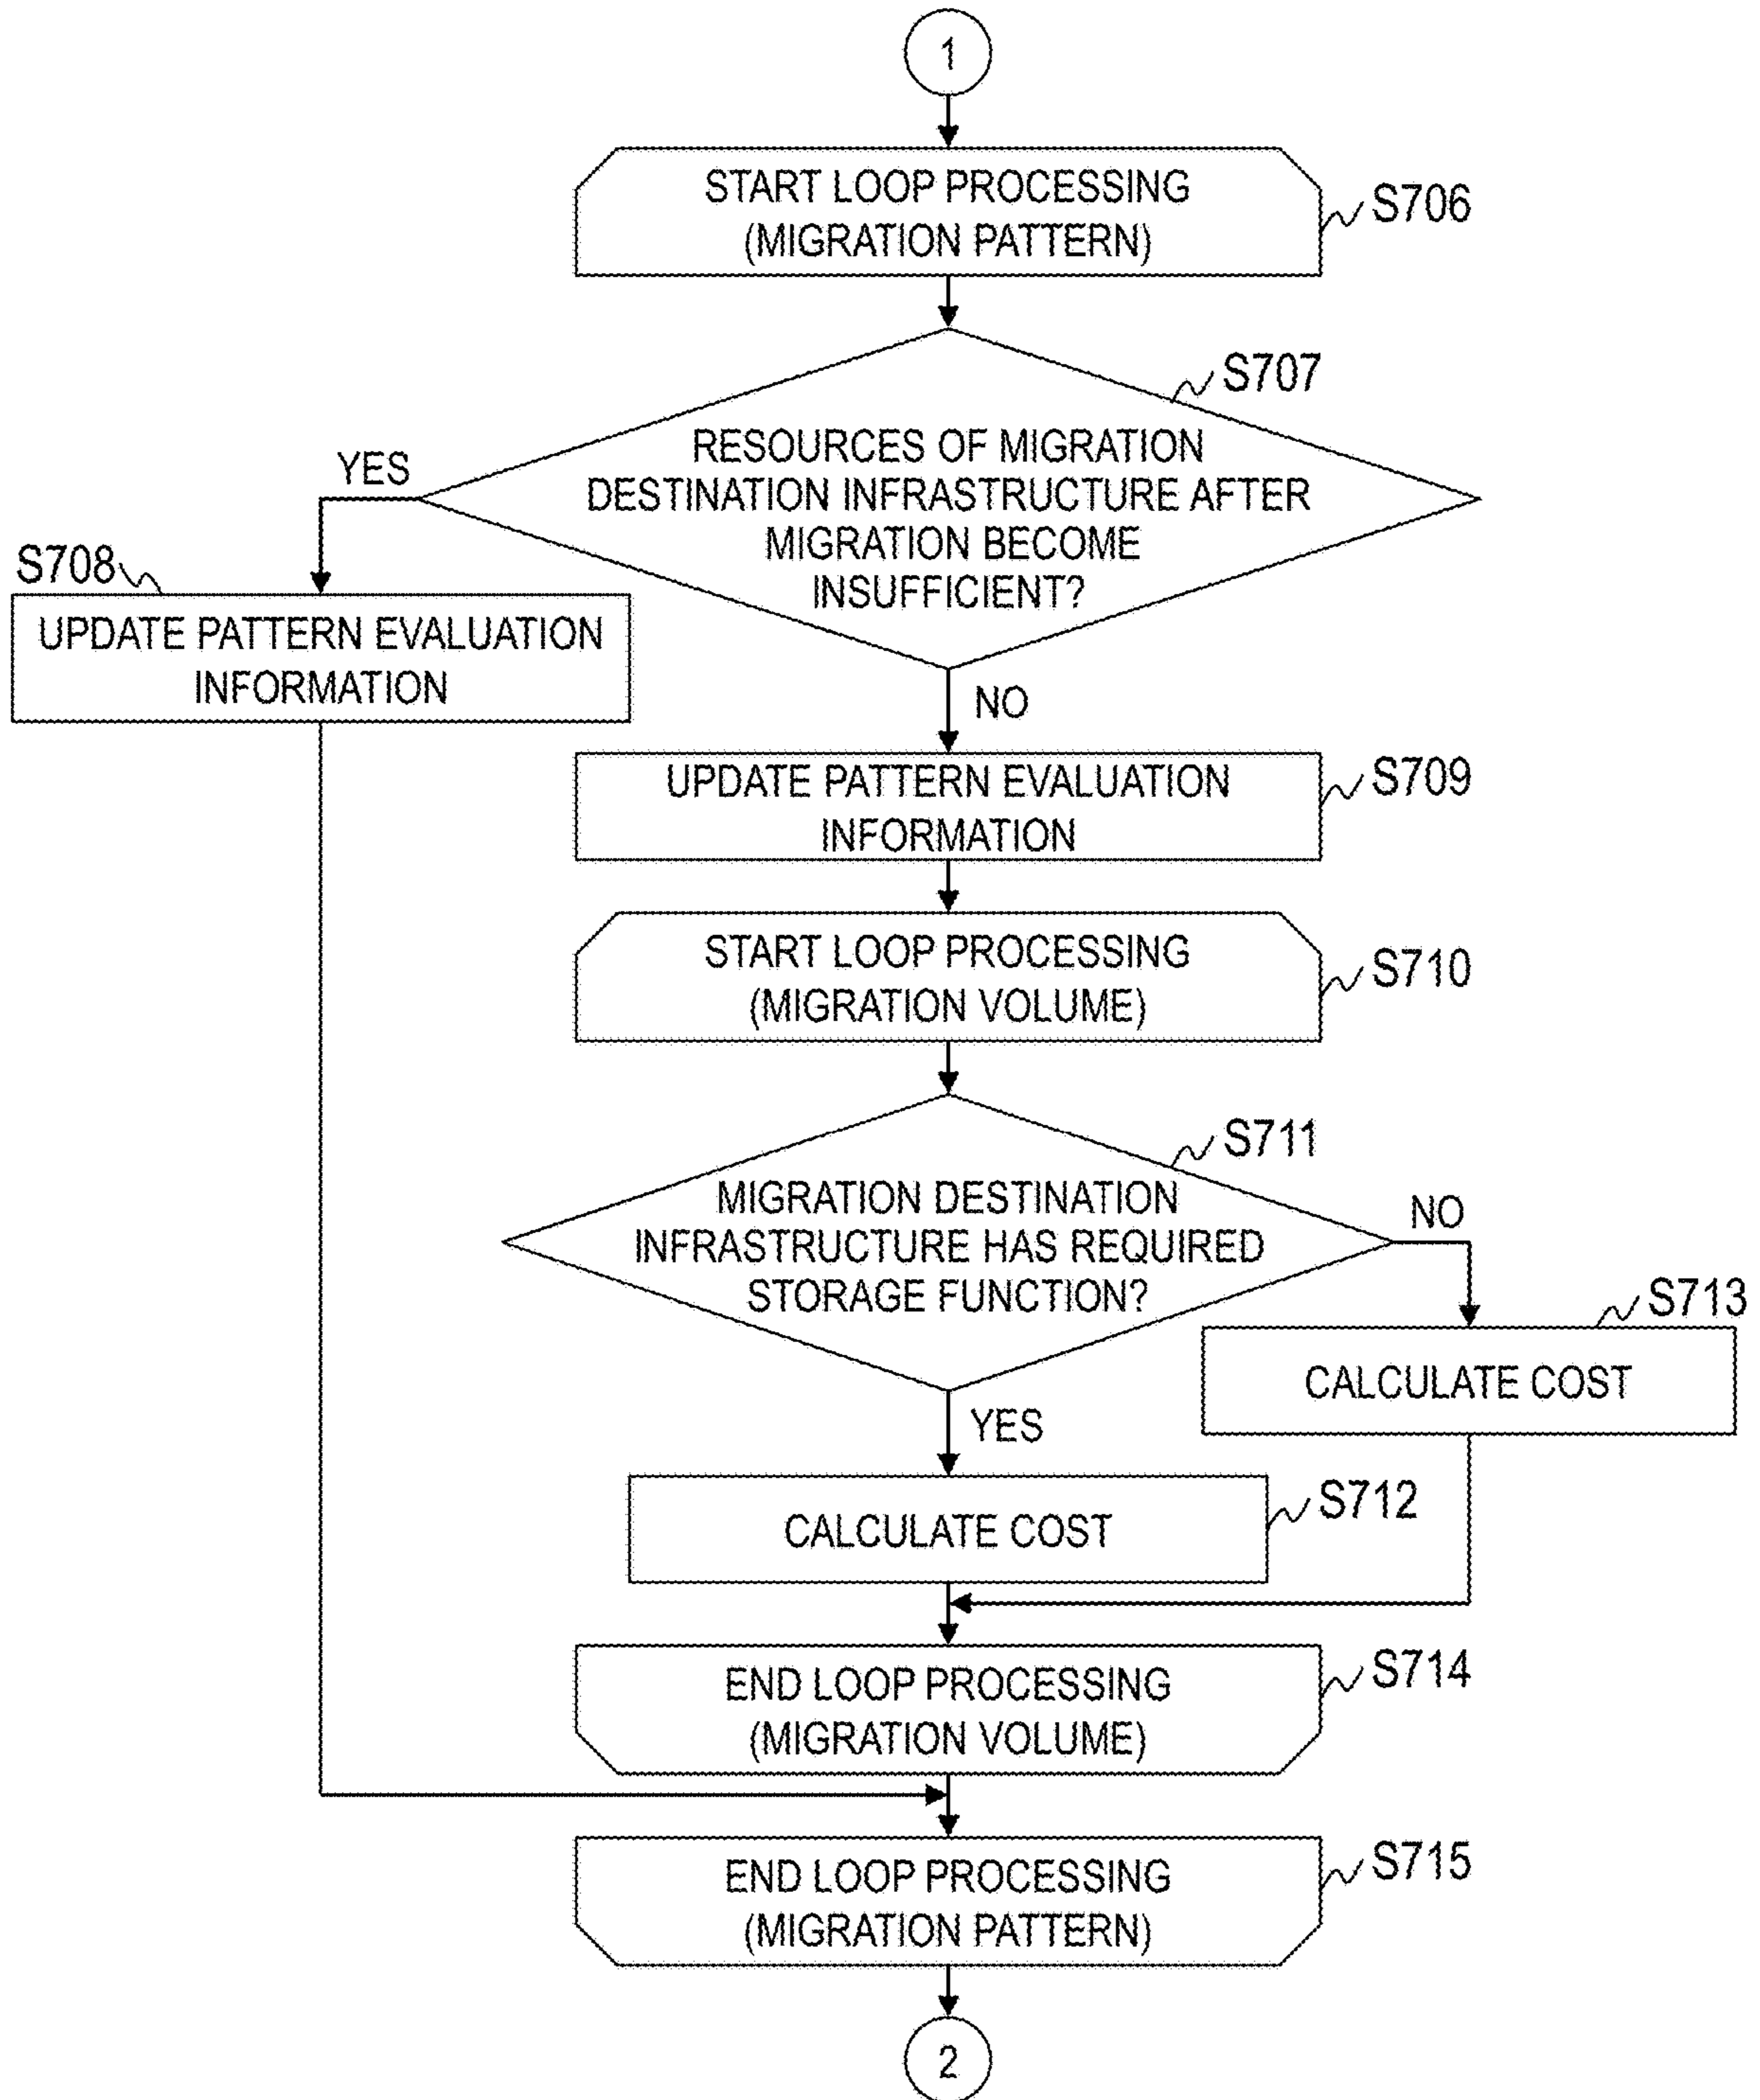 1
START LOOP PROCESSING
(MIGRATION PATTERN)
S706
S707
RESOURCES OF MIGRATION
DESTINATION INFRASTRUCTURE AFTER
MIGRATION BECOME
INSUFFICIENT?
YES
S708
UPDATE PATTERN EVALUATION
INFORMATION
NO
UPDATE PATTERN EVALUATION
INFORMATION
S709
START LOOP PROCESSING
(MIGRATION VOLUME)
S710
S711
MIGRATION DESTINATION
INFRASTRUCTURE HAS REQUIRED
STORAGE FUNCTION?
NO
S713
CALCULATE COST
YES
CALCULATE COST
S712
END LOOP PROCESSING
(MIGRATION VOLUME)
S714
END LOOP PROCESSING
(MIGRATION PATTERN)
S715
2